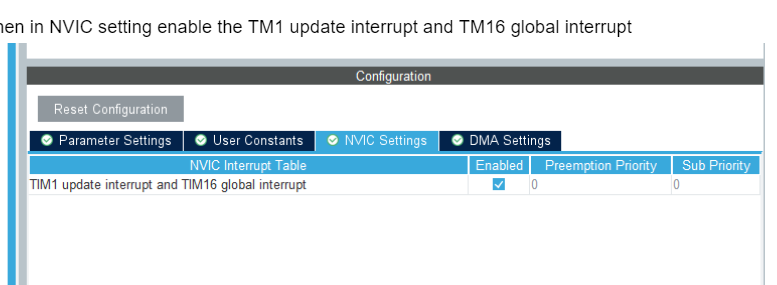 hen in NVIC setting enable the TM1 update interrupt and TM16 global interrupt
Configuration
Reset Configuration
Parameter Settings User Constants NVIC Settings DMA Settings
NVIC Interrupt Table Enabled Preemption Priority Sub Priority
TIM1 update interrupt and TIM16 global interrupt 0 0